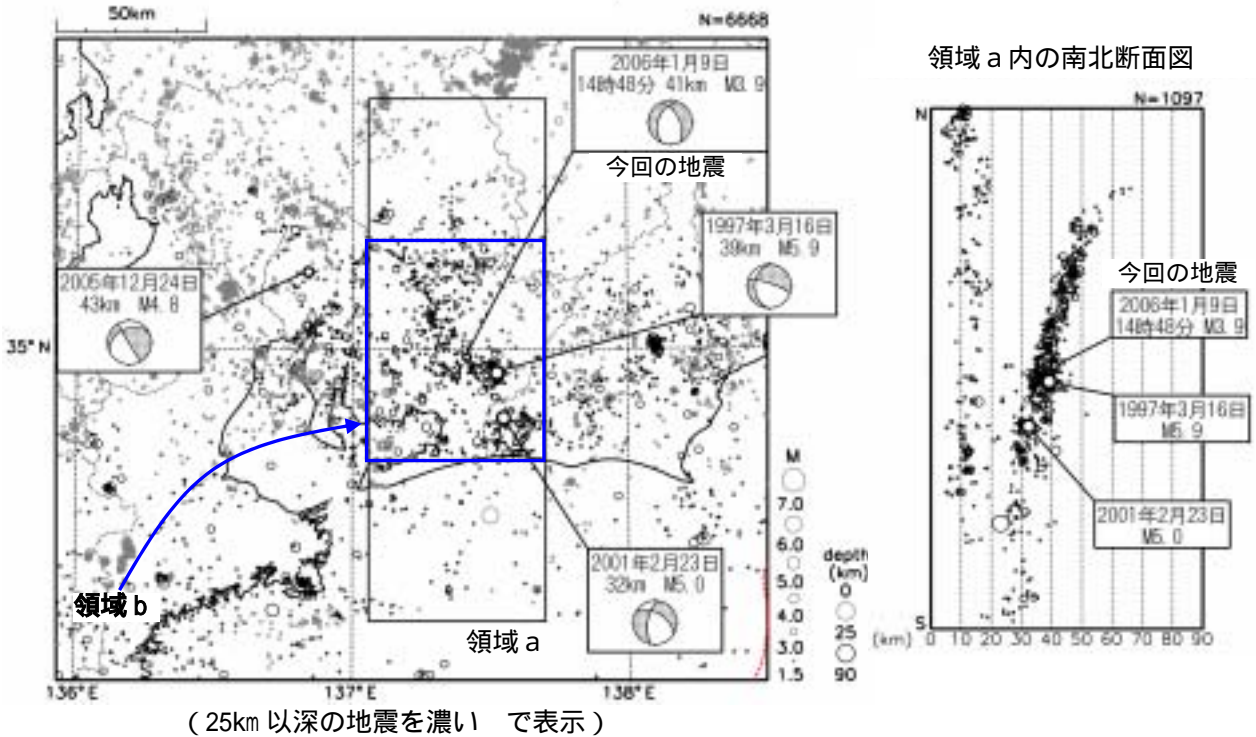 50km
N=6668
2006年1月9日
14時48分 41km M3.9
今回の地震
1997年3月16日
39km M5.9
2005年12月24日
43km M4.8
35°N
領域b
2001年2月23日
32km M5.0
領域a
136°E
137°E
138°E
M
7.0
6.0
5.0
4.0
3.0
1.5
depth
(km)
0
25
90
(25km 以深の地震を濃い で表示)
領域a内の南北断面図
N=1097
N
今回の地震
2006年1月9日
14時48分 M3.9
1997年3月16日
M5.9
2001年2月23日
M5.0
S
(km) 0 10 20 30 40 50 60 70 80 90